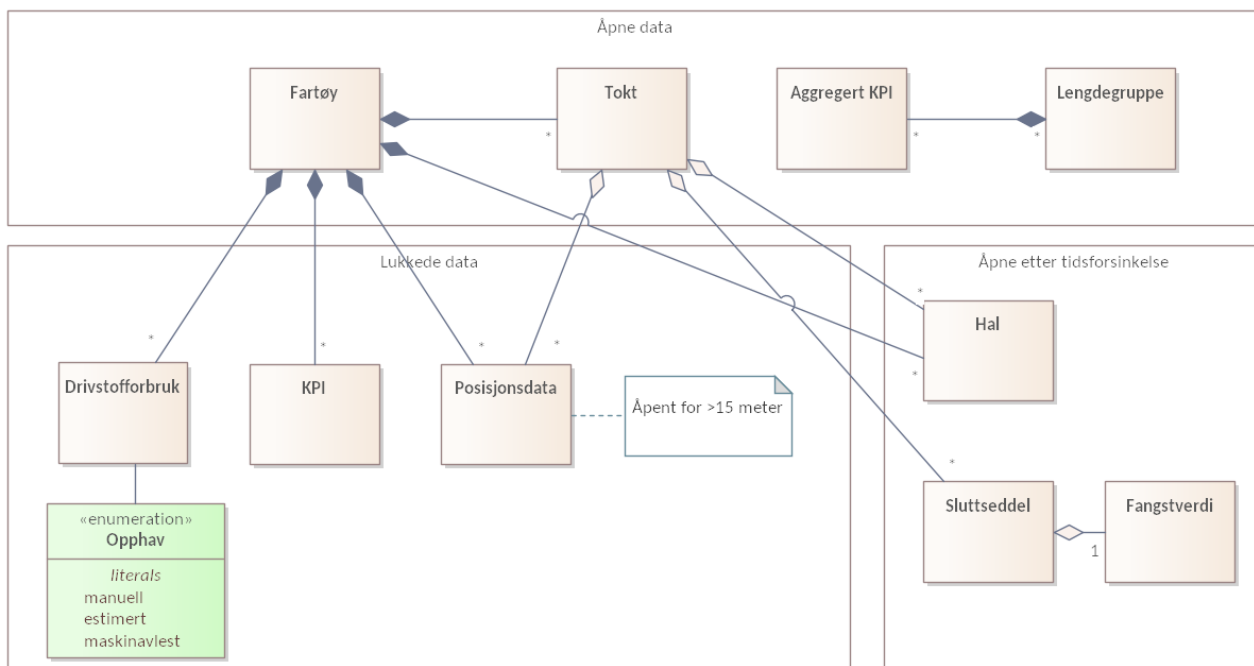 Åpne data
Fartøy
Tokt
Aggregert KPI
Lengdegruppe
*
*
*
Lukkede data
Åpne etter tidsforsinkelse
*
Hal
*
*
*
*
*
Drivstofforbruk
KPI
Posisjonsdata
Åpent for >15 meter
*
Sluttseddel
Fangstverdi
1
«enumeration»
Opphav
literals
manuell
estimert
maskinavlest